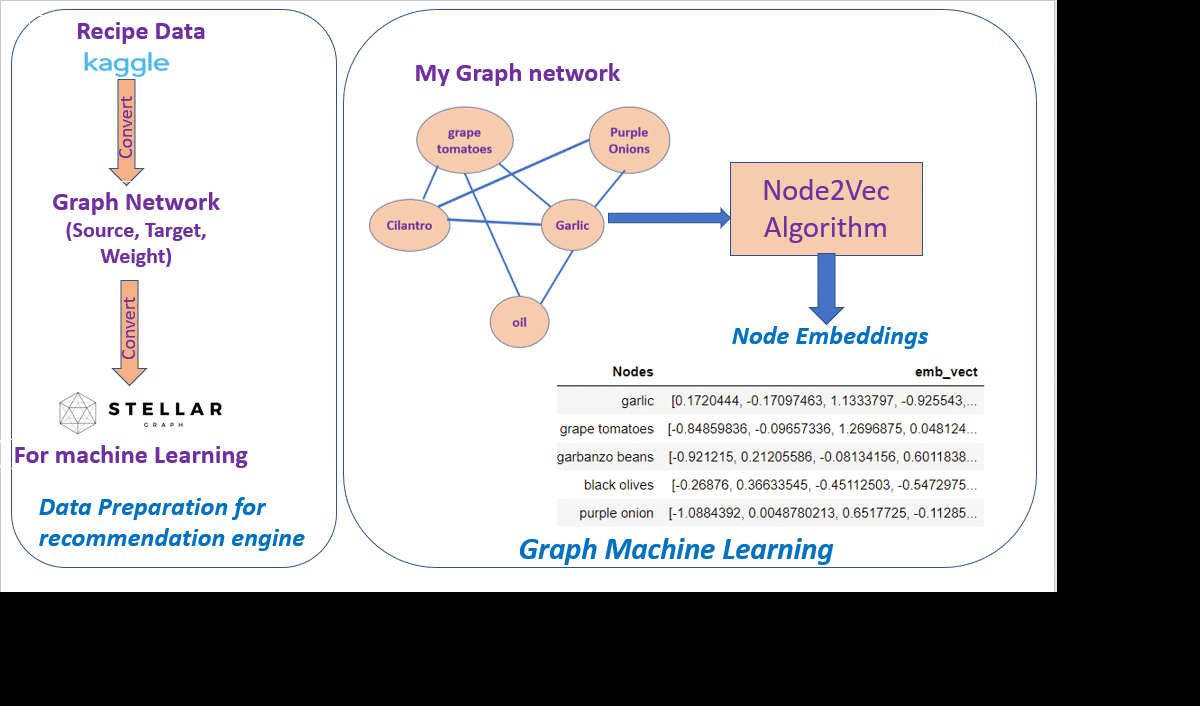 Recipe Data
kaggle
Convert
Graph Network
(Source, Target,
Weight)
Convert
STELLAR
GRAPH
For machine Learning
Data Preparation for
recommendation engine
My Graph network
grape
tomatoes
Purple
Onions
Cilantro
Garlic
oil
Node2Vec
Algorithm
Node Embeddings
Nodes emb_vect
garlic [0.1720444, -0.17097463, 1.1333797, -0.925543,...
grape tomatoes [-0.84859836, -0.09657336, 1.2696875, 0.048124...
garbanzo beans [-0.921215, 0.21205586, -0.08134156, 0.6011838...
black olives [-0.26876, 0.36633545, -0.45112503, -0.5472975...
purple onion [-1.0884392, 0.0048780213, 0.6517725, -0.11285...
Graph Machine Learning